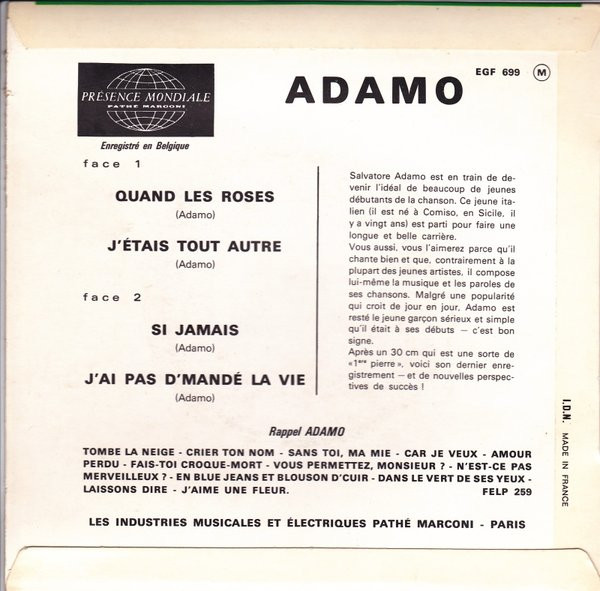 EGF 699 M
ADAMO
PRÉSENCE MONDIALE
PATHÉ MARCONI
Enregistré en Belgique
face 1
QUAND LES ROSES
(Adamo)
J'ÉTAIS TOUT AUTRE
(Adamo)
face 2
SI JAMAIS
(Adamo)
J'AI PAS D'MANDÉ LA VIE
(Adamo)
Salvatore Adamo est en train de de-
venir l'idéal de beaucoup de jeunes
débutants de la chanson. Ce jeune ita-
lien (il est né à Comiso, en Sicile, il
y a vingt ans) est parti pour faire une
longue et belle carrière.
Vous aussi, vous l'aimerez parce qu'il
chante bien et que, contrairement à la
plupart des jeunes artistes, il compose
lui-même la musique et les paroles de
ses chansons. Malgré une popularité
qui croit de jour en jour, Adamo est
resté le jeune garçon sérieux et simple
qu'il était à ses débuts – c'est bon
signe.
Après un 30 cm qui est une sorte de
«1ere pierre», voici son dernier enre-
gistrement – et de nouvelles perspec-
tives de succès !
Rappel ADAMO
TOMBE LA NEIGE - CRIER TON NOM - SANS TOI, MA MIE - CAR JE VEUX - AMOUR
PERDU - FAIS-TOI CROQUE-MORT - VOUS PERMETTEZ, MONSIEUR ? - N'EST-CE PAS
MERVEILLEUX ? - EN BLUE JEANS ET BLOUSON D'CUIR - DANS LE VERT DE SES YEUX -
LAISSONS DIRE - J'AIME UNE FLEUR. FELP 259
LES INDUSTRIES MUSICALES ET ÉLECTRIQUES PATHÉ MARCONI - PARIS
I.D.N. MADE IN FRANCE